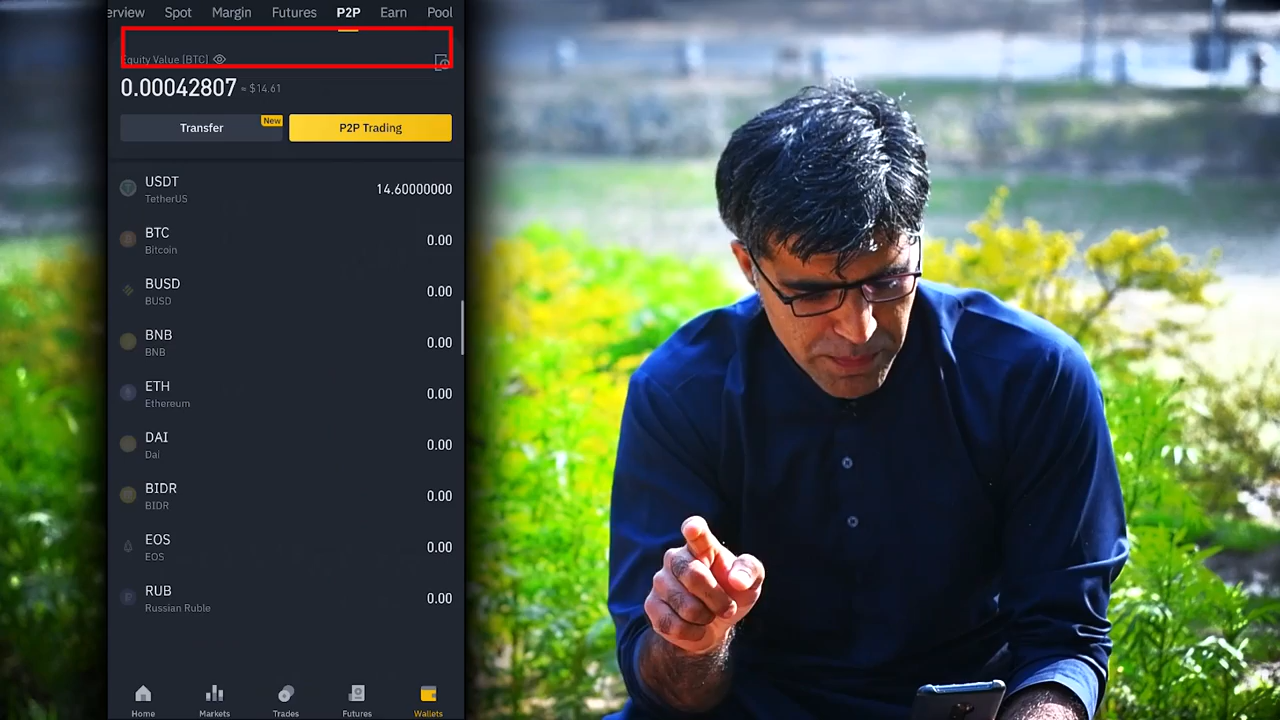 erview Spot Margin Futures P2P Earn Pool
Equity Value (BTC)
0.00042807 ≈ $14.61
Transfer New P2P Trading
USDT 14.60000000
TetherUS
BTC 0.00
Bitcoin
BUSD 0.00
BUSD
BNB 0.00
BNB
ETH 0.00
Ethereum
DAI 0.00
Dai
BIDR 0.00
BIDR
EOS 0.00
EOS
RUB 0.00
Russian Ruble
Home Markets Trades Futures Wallets